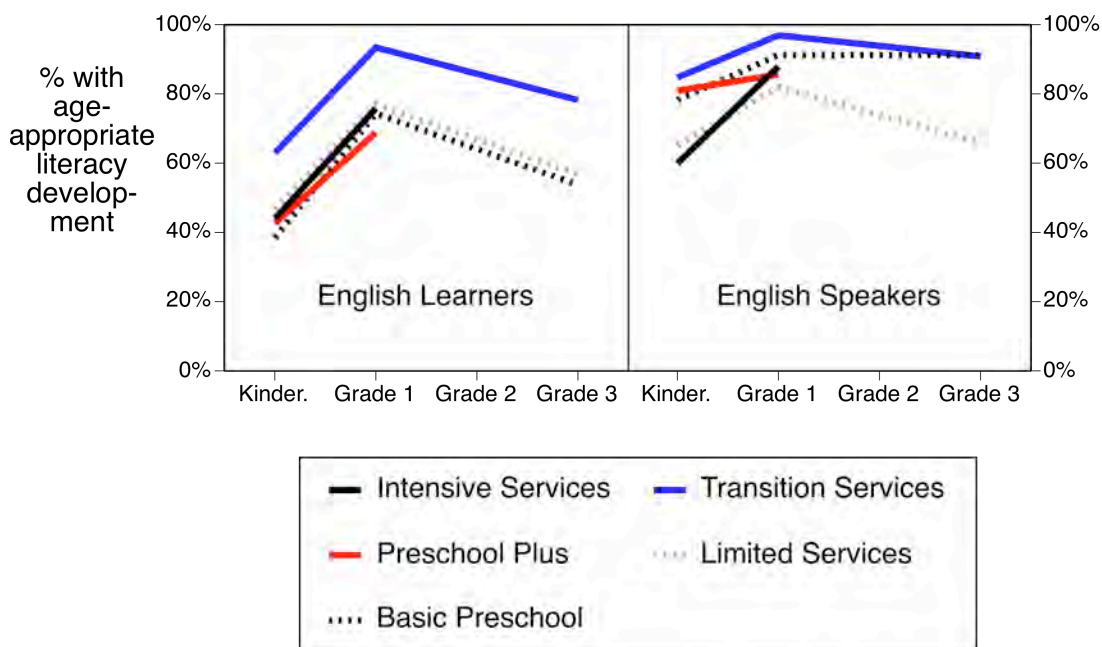 100%
80%
60%
40%
20%
0%
% with
age-
appropriate
literacy
develop-
ment
English Learners
English Speakers
100%
80%
60%
40%
20%
0%
Kinder. Grade 1 Grade 2 Grade 3 Kinder. Grade 1 Grade 2 Grade 3
Intensive Services Transition Services
Preschool Plus Limited Services
Basic Preschool